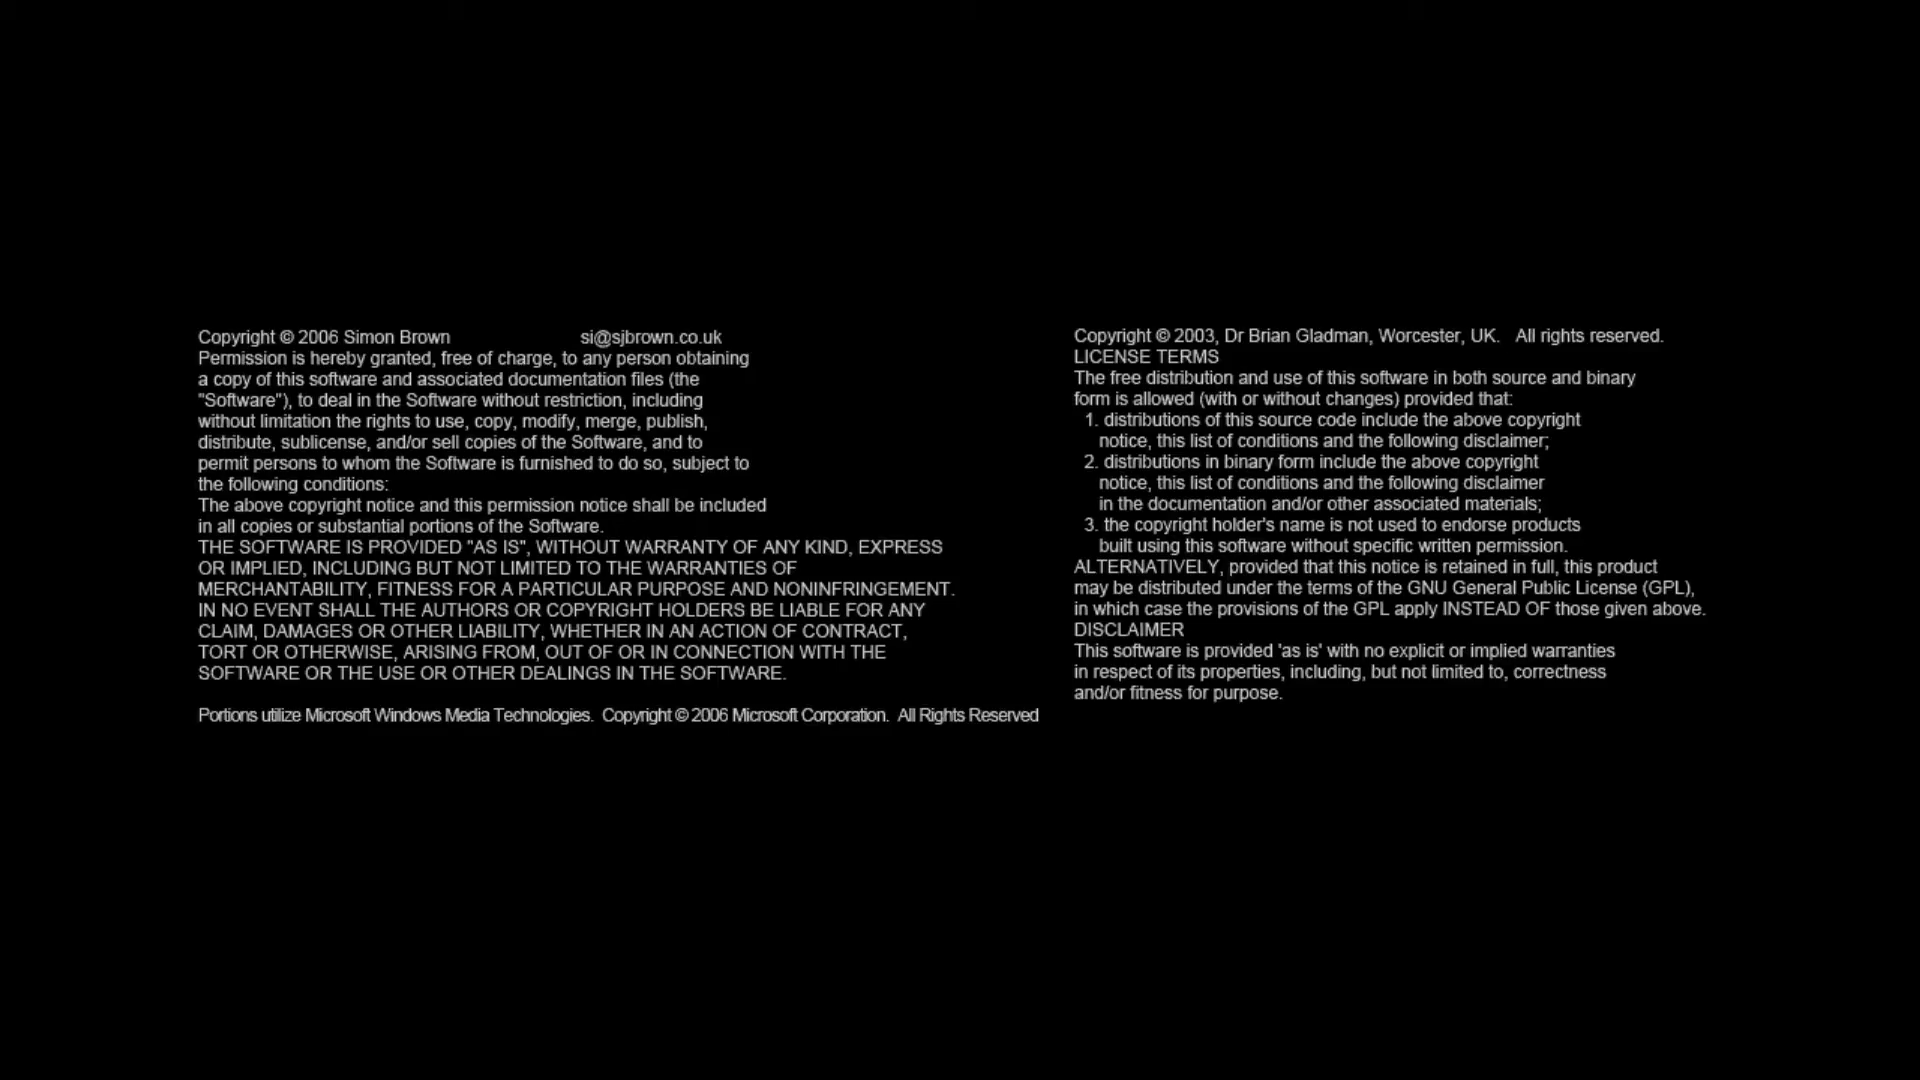 Copyright © 2006 Simon Brown si@sjbrown.co.uk
Permission is hereby granted, free of charge, to any person obtaining
a copy of this software and associated documentation files (the
"Software"), to deal in the Software without restriction, including
without limitation the rights to use, copy, modify, merge, publish,
distribute, sublicense, and/or sell copies of the Software, and to
permit persons to whom the Software is furnished to do so, subject to
the following conditions:
The above copyright notice and this permission notice shall be included
in all copies or substantial portions of the Software.
THE SOFTWARE IS PROVIDED "AS IS", WITHOUT WARRANTY OF ANY KIND, EXPRESS
OR IMPLIED, INCLUDING BUT NOT LIMITED TO THE WARRANTIES OF
MERCHANTABILITY, FITNESS FOR A PARTICULAR PURPOSE AND NONINFRINGEMENT.
IN NO EVENT SHALL THE AUTHORS OR COPYRIGHT HOLDERS BE LIABLE FOR ANY
CLAIM, DAMAGES OR OTHER LIABILITY, WHETHER IN AN ACTION OF CONTRACT,
TORT OR OTHERWISE, ARISING FROM, OUT OF OR IN CONNECTION WITH THE
SOFTWARE OR THE USE OR OTHER DEALINGS IN THE SOFTWARE.
Portions utilize Microsoft Windows Media Technologies. Copyright © 2006 Microsoft Corporation. All Rights Reserved
Copyright © 2003, Dr Brian Gladman, Worcester, UK. All rights reserved.
LICENSE TERMS
The free distribution and use of this software in both source and binary
form is allowed (with or without changes) provided that:
1. distributions of this source code include the above copyright
notice, this list of conditions and the following disclaimer;
2. distributions in binary form include the above copyright
notice, this list of conditions and the following disclaimer
in the documentation and/or other associated materials;
3. the copyright holder's name is not used to endorse products
built using this software without specific written permission.
ALTERNATIVELY, provided that this notice is retained in full, this product
may be distributed under the terms of the GNU General Public License (GPL),
in which case the provisions of the GPL apply INSTEAD OF those given above.
DISCLAIMER
This software is provided 'as is' with no explicit or implied warranties
in respect of its properties, including, but not limited to, correctness
and/or fitness for purpose.